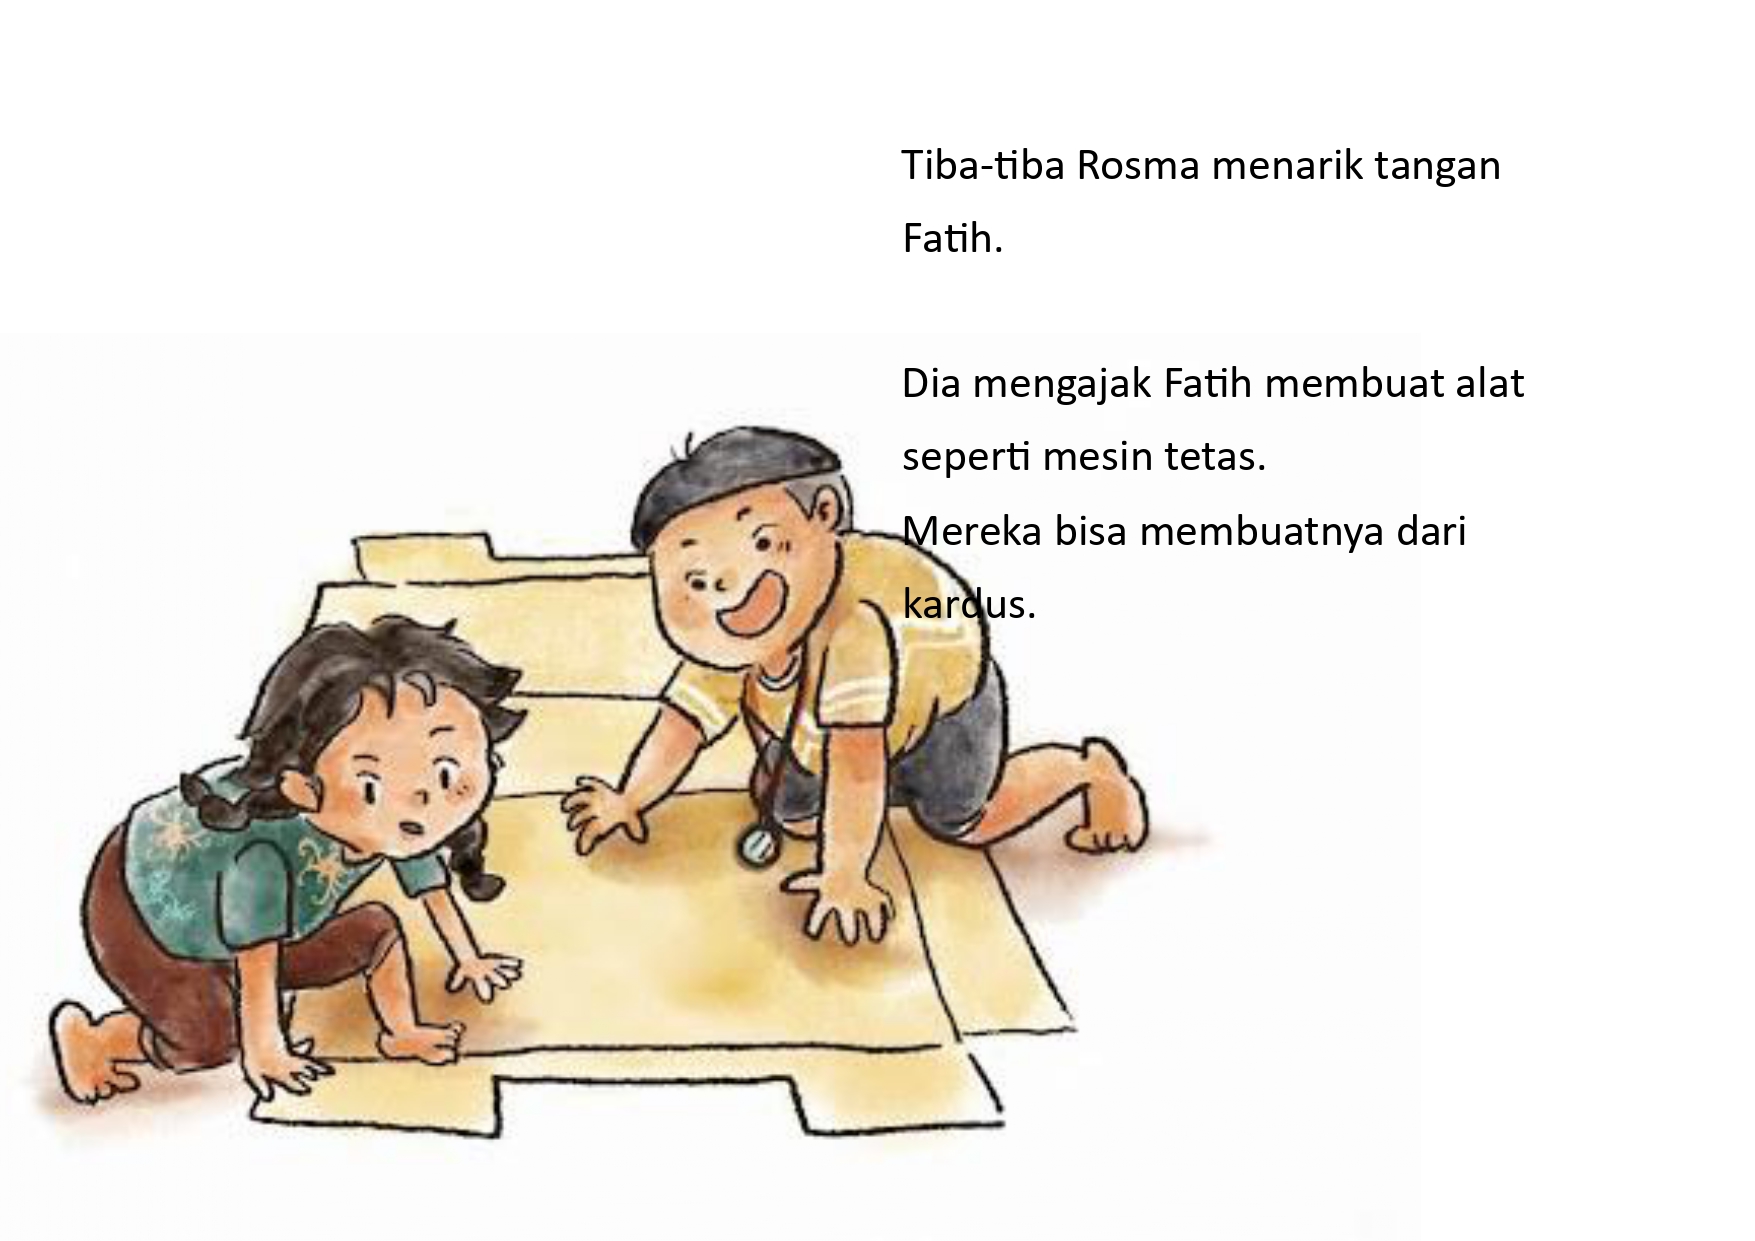 Tiba-tiba Rosma menarik tangan
Fatih.
Dia mengajak Fatih membuat alat
seperti mesin tetas.
Mereka bisa membuatnya dari
kardus.